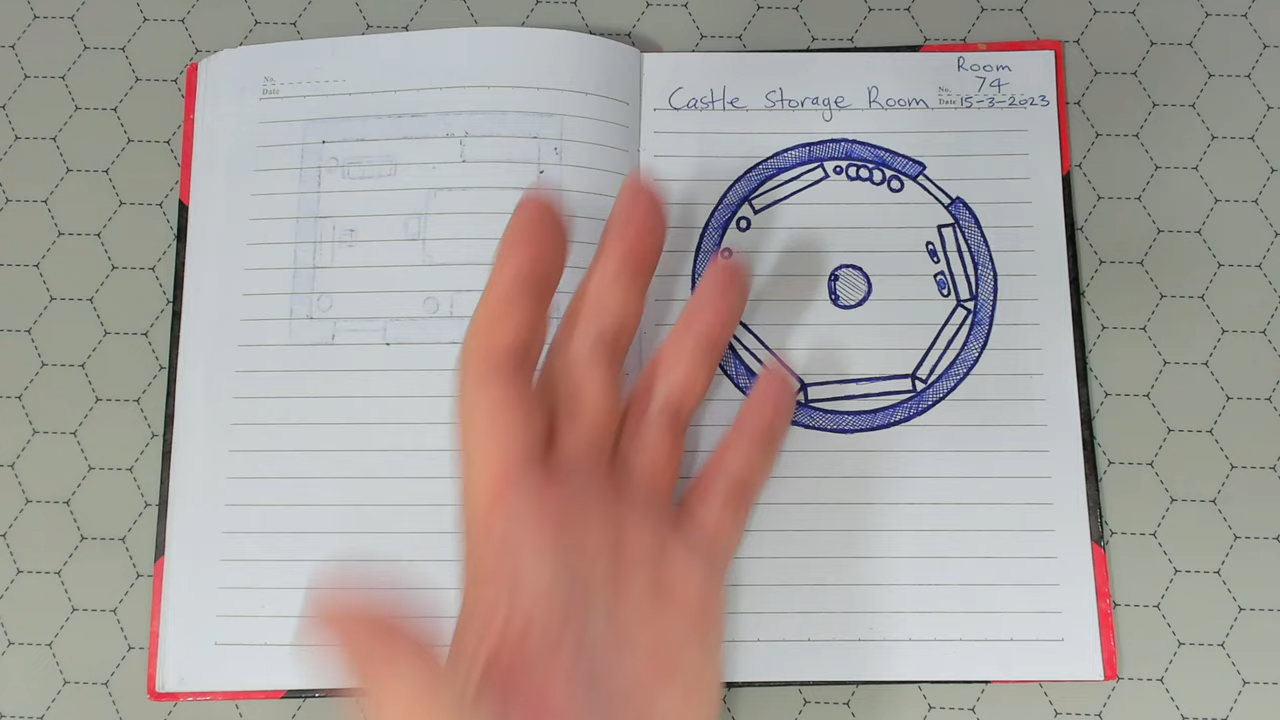 No.
Date
Room
No. 74
Castle Storage Room
Date 15-3-2023